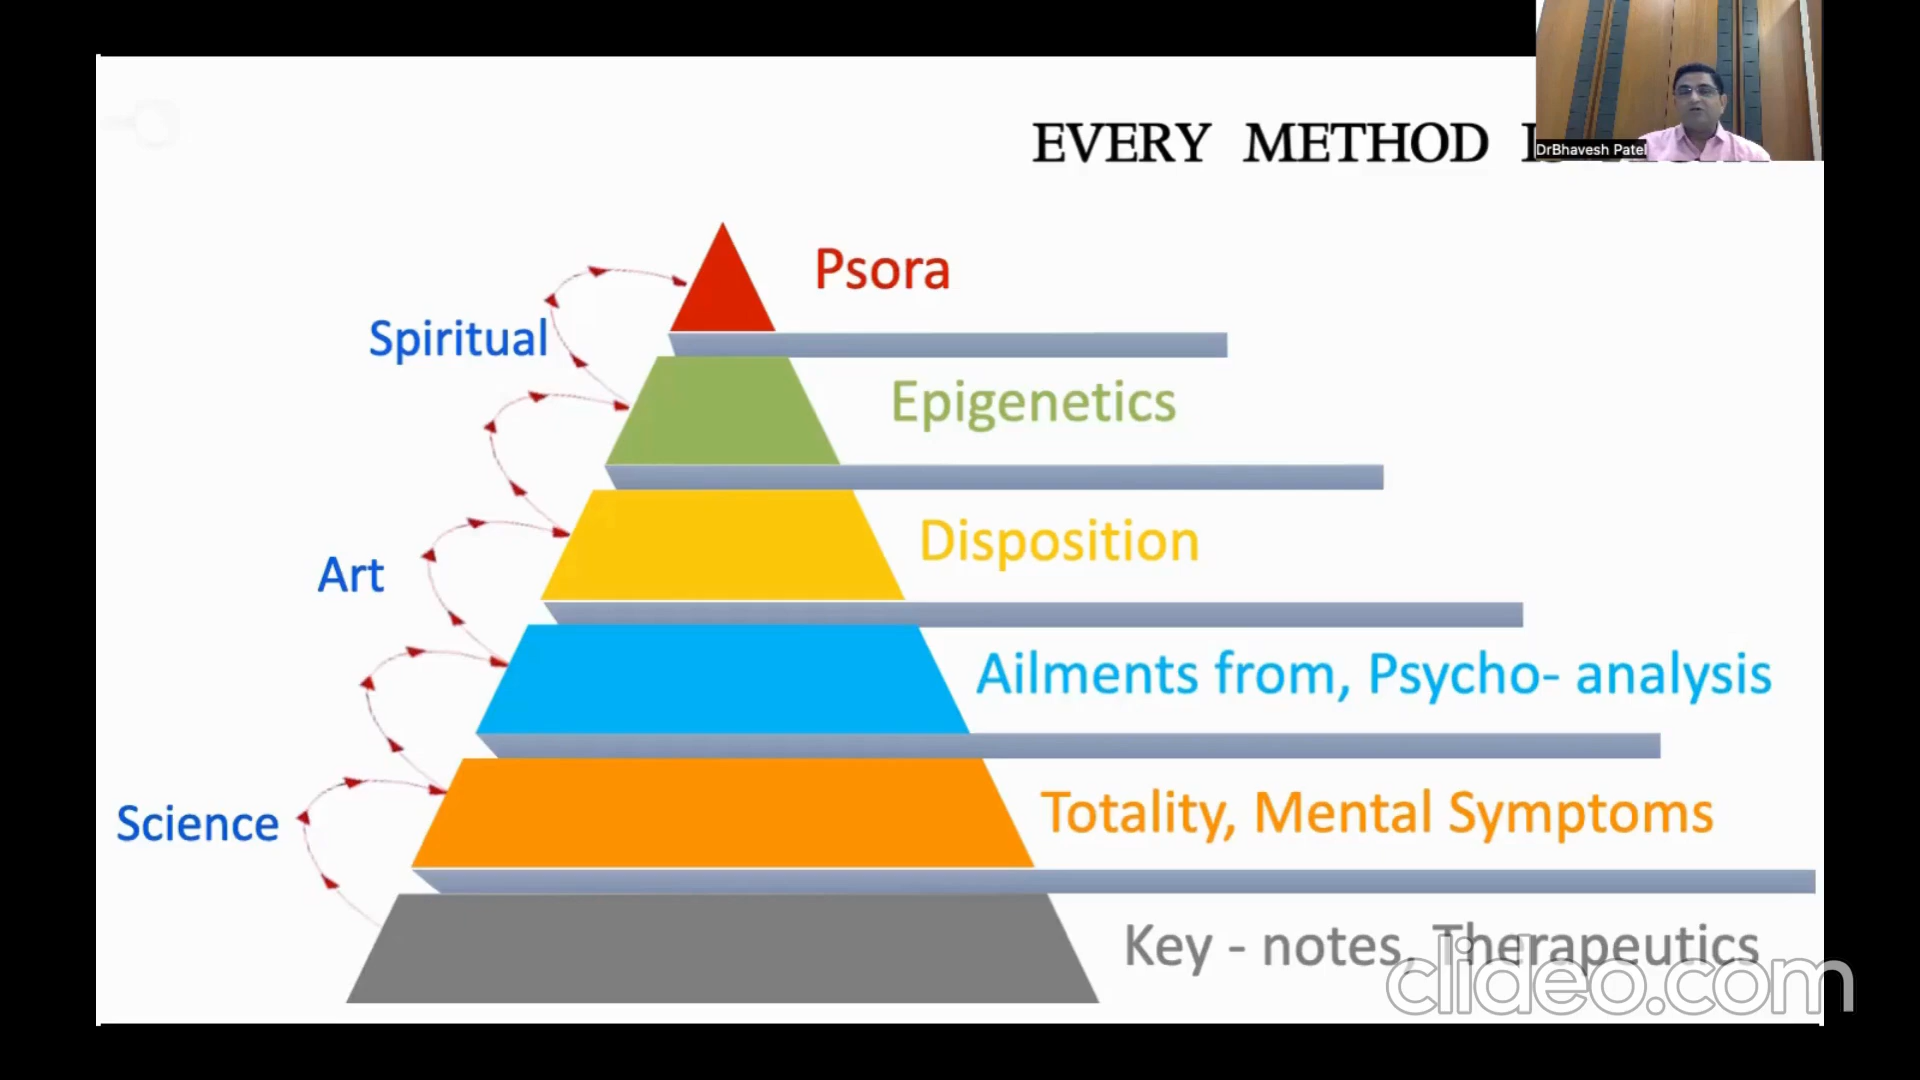 EVERY METHOD
DrBhavesh Patel
Psora
Spiritual
Epigenetics
Disposition
Art
Ailments from, Psycho- analysis
Totality, Mental Symptoms
Science
Key - notes, Therapeutics
clideo.com